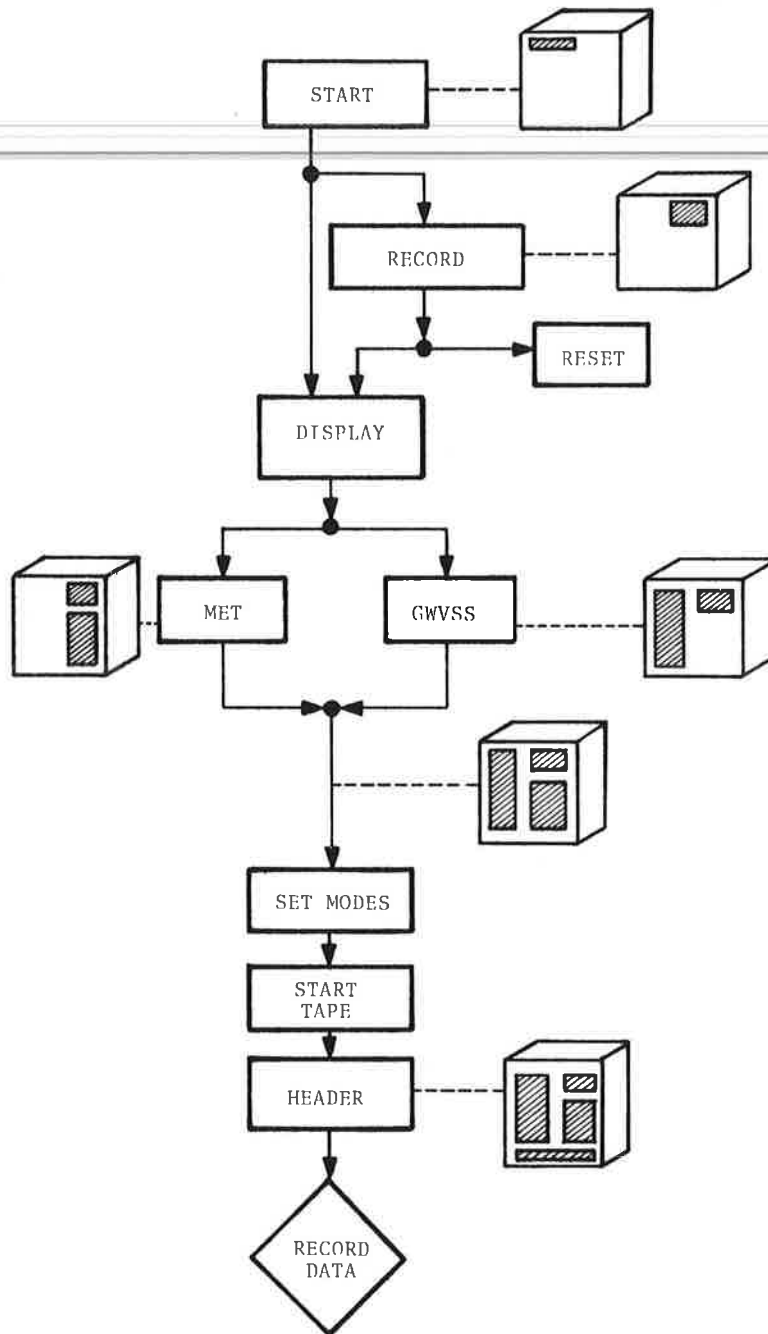 START
RECORD
RESET
DISPLAY
MET
GWVSS
SET MODES
START
TAPE
HEADER
RECORD
DATA